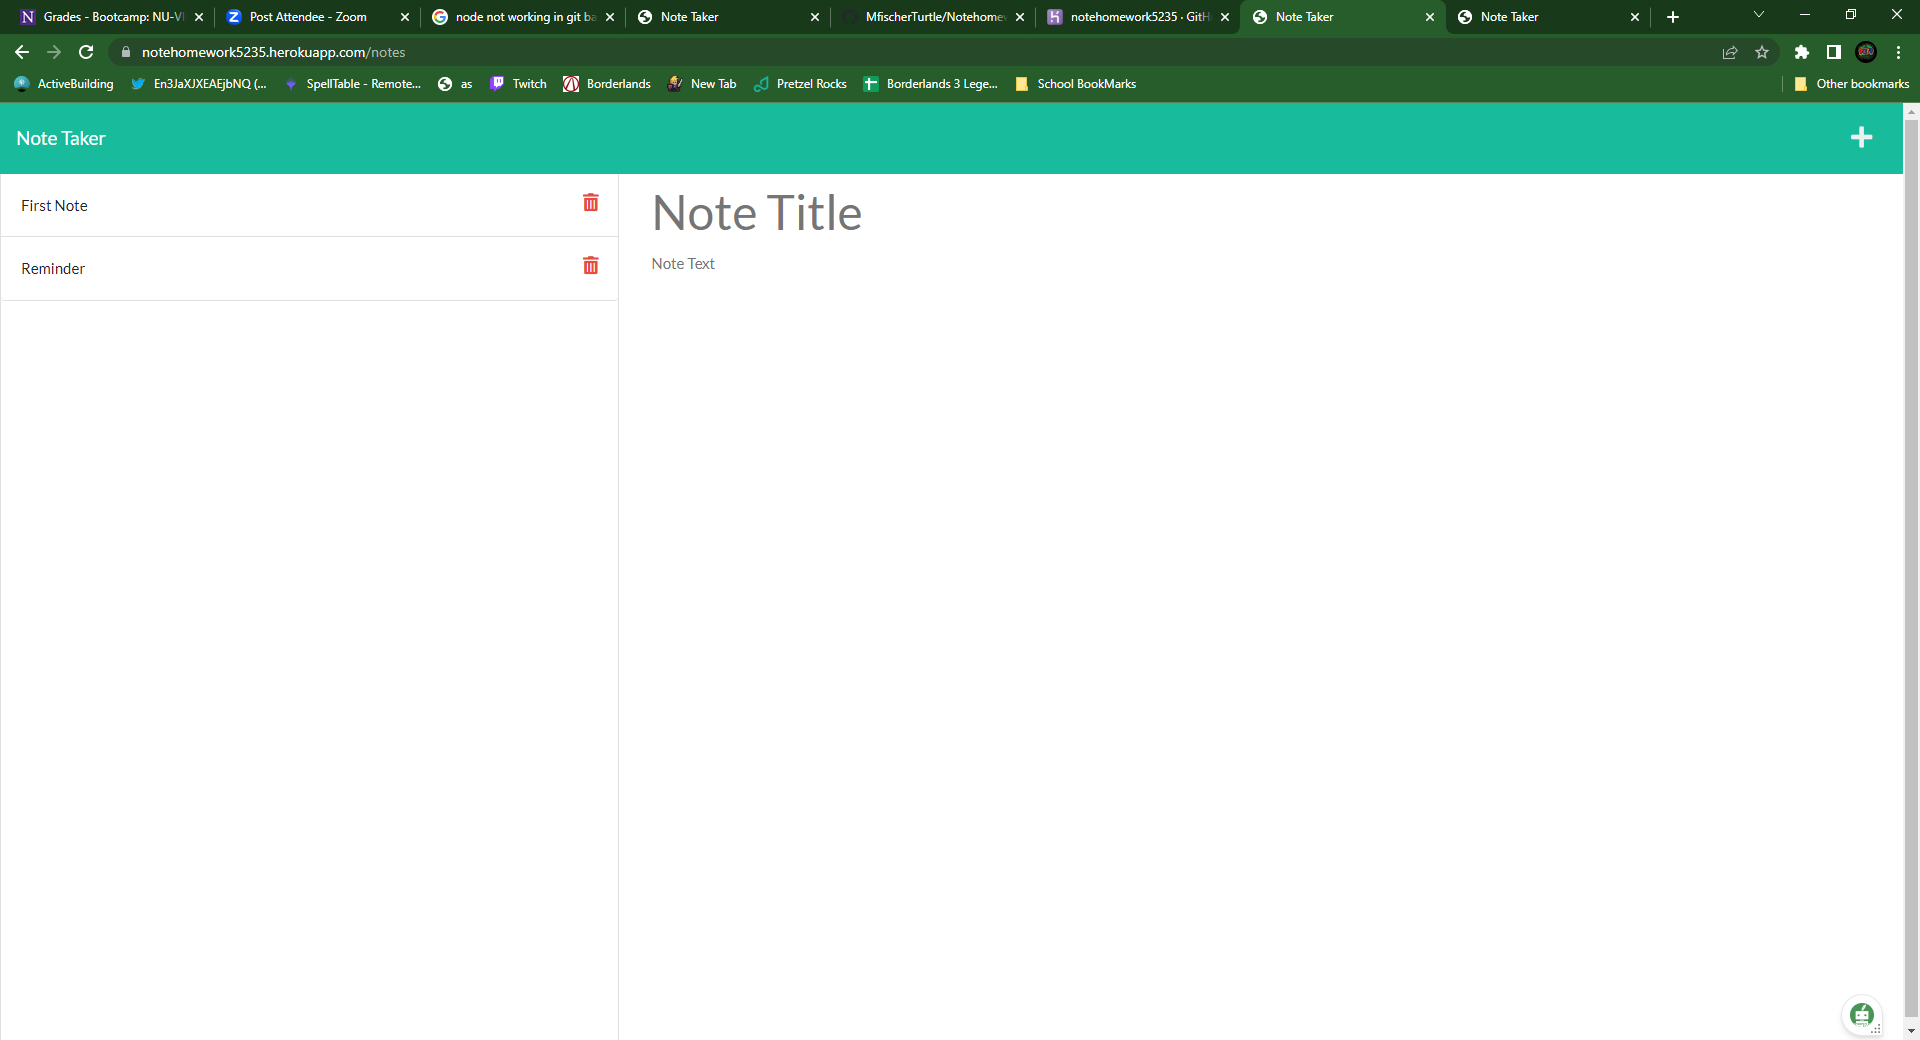 Grades - Bootcamp: NU-VI
Post Attendee - Zoom
node not working in git ba
Note Taker
MfischerTurtle/Notehomew
notehomework5235 · GitH
Note Taker
Note Taker
notehomework5235.herokuapp.com/notes
ActiveBuilding
En3JaXJXEAEjbNQ (...
SpellTable - Remote...
as
Twitch
Borderlands
New Tab
Pretzel Rocks
Borderlands 3 Lege...
School BookMarks
Other bookmarks
Note Taker
First Note
Reminder
Note Title
Note Text